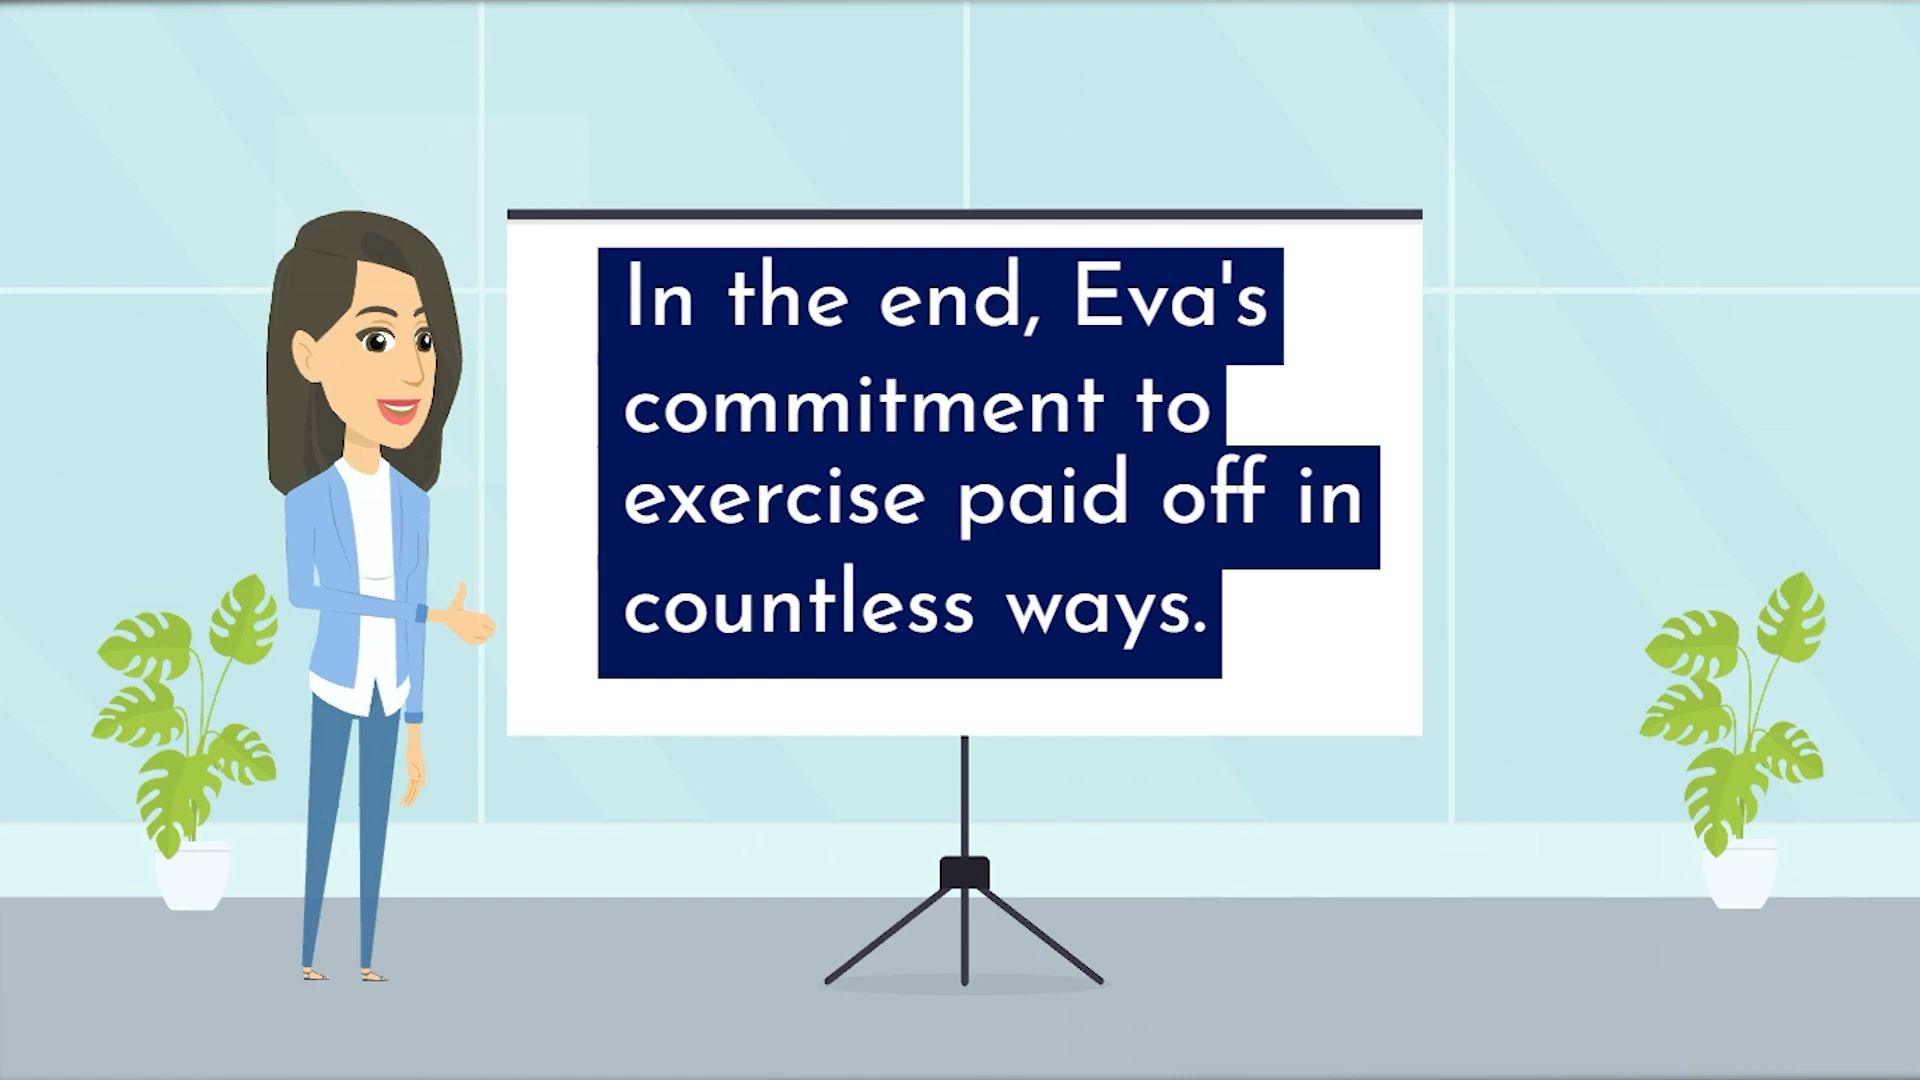 In the end, Eva's
commitment to
exercise paid off in
countless ways.